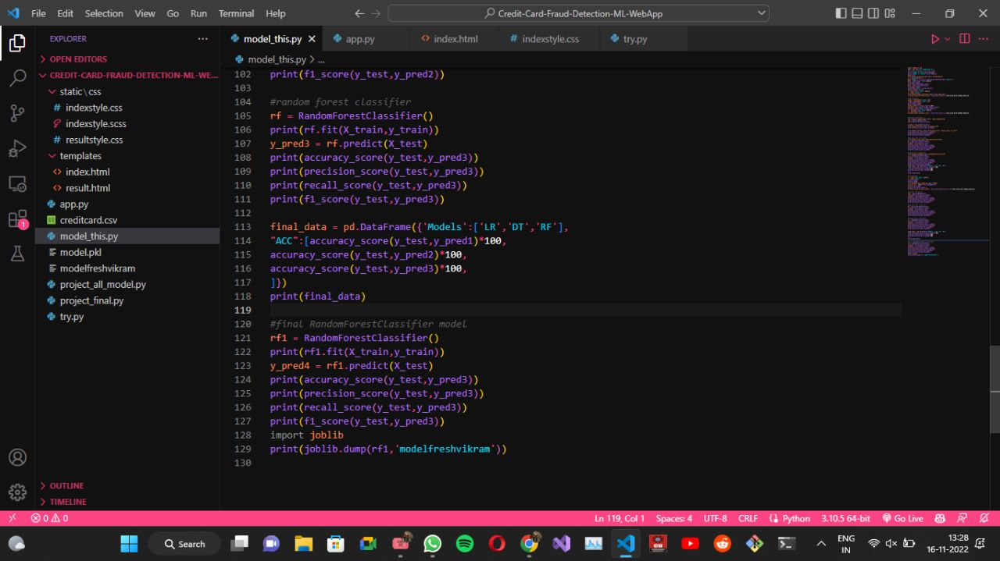 File Edit Selection View Go Run Terminal Help
Credit-Card-Fraud-Detection-ML-WebApp
EXPLORER
OPEN EDITORS
CREDIT-CARD-FRAUD-DETECTION-ML-WE...
static\css
indexstyle.css
indexstyle.scss
resultstyle.css
templates
index.html
result.html
app.py
creditcard.csv
model_this.py
model.pkl
modelfreshvikram
project_all_model.py
project_final.py
try.py
OUTLINE
TIMELINE
1
model_this.py app.py index.html indexstyle.css try.py
model_this.py > ...
102 print(f1_score(y_test,y_pred2))
103
104 #random forest classifier
105 rf = RandomForestClassifier()
106 print(rf.fit(X_train,y_train))
107 y_pred3 = rf.predict(X_test)
108 print(accuracy_score(y_test,y_pred3))
109 print(precision_score(y_test,y_pred3))
110 print(recall_score(y_test,y_pred3))
111 print(f1_score(y_test,y_pred3))
112
113 final_data = pd.DataFrame({'Models':['LR','DT','RF'],
114 "ACC":[accuracy_score(y_test,y_pred1)*100,
115 accuracy_score(y_test,y_pred2)*100,
116 accuracy_score(y_test,y_pred3)*100,
117 ]})
118 print(final_data)
119
120 #final RandomForestClassifier model
121 rf1 = RandomForestClassifier()
122 print(rf1.fit(X_train,y_train))
123 y_pred4 = rf1.predict(X_test)
124 print(accuracy_score(y_test,y_pred3))
125 print(precision_score(y_test,y_pred3))
126 print(recall_score(y_test,y_pred3))
127 print(f1_score(y_test,y_pred3))
128 import joblib
129 print(joblib.dump(rf1,'modelfreshvikram'))
130
0 0 Ln 119, Col 1 Spaces: 4 UTF-8 CRLF Python 3.10.5 64-bit Go Live
Search
ENG
IN
13:28
16-11-2022